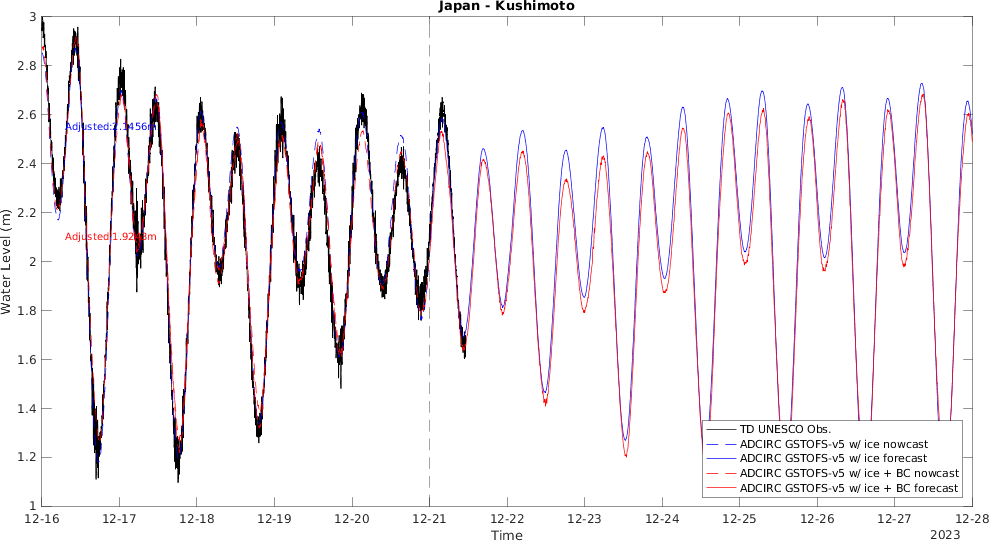 Japan - Kushimoto
Water Level (m)
3
2.8
2.6
2.4
2.2
2
1.8
1.6
1.4
1.2
1
Adjusted:2.1456m
TD UNESCO Obs.
ADCIRC GSTOFS-v5 w/ ice nowcast
ADCIRC GSTOFS-v5 w/ ice forecast
ADCIRC GSTOFS-v5 w/ ice + BC nowcast
ADCIRC GSTOFS-v5 w/ ice + BC forecast
12-16
12-17
12-18
12-19
12-20
12-21
12-22
12-23
12-24
12-25
12-26
12-27
12-28
Time
2023